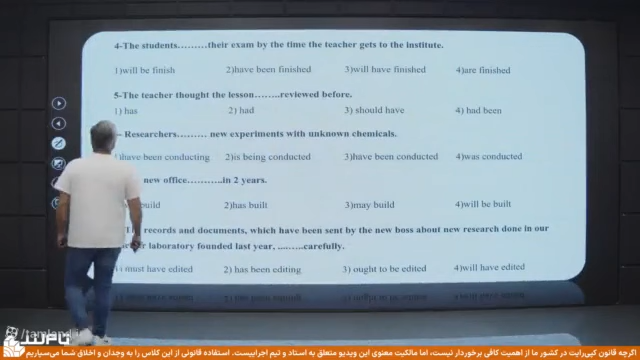 4-The students………their exam by the time the teacher gets to the institute.
1)will be finish 2)have been finished 3)will have finished 4)are finished
5-The teacher thought the lesson……..reviewed before.
1) has 2) had 3) should have 4) had been
Researchers……… new experiments with unknown chemicals.
)have been conducting 2)is being conducted 3)have been conducted 4)was conducted
new office………..in 2 years.
build 2)has built 3)may build 4)will be built
records and documents, which have been sent by the new boss about new research done in our
laboratory founded last year, ……..carefully.
must have edited 2) has been editing 3) ought to be edited 4)will have edited
تاملند
اگرچه قانون کپی‌رایت در کشور ما از اهمیت کافی برخوردار نیست، اما مالکیت معنوی این ویدیو متعلق به استاد و تیم اجراییست. استفاده قانونی از این کلاس را به وجدان و اخلاق شما می‌سپاریم